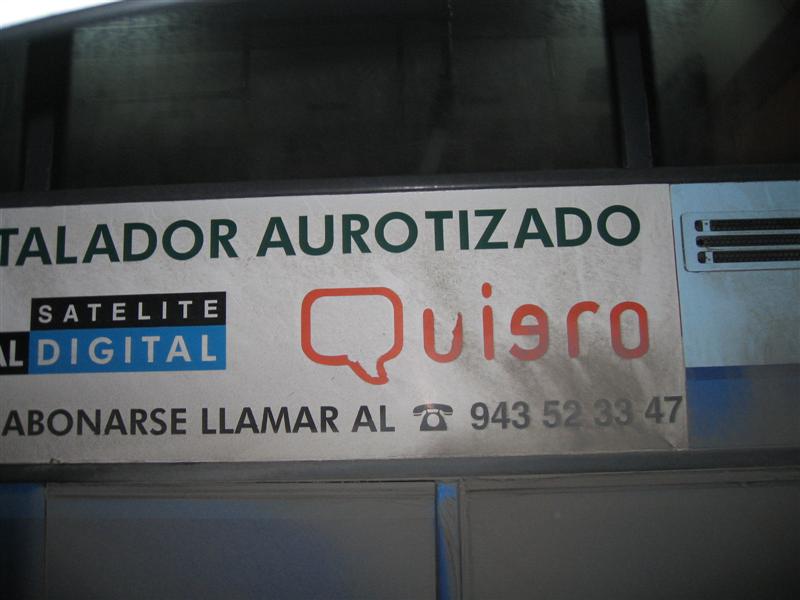 TALADOR AUROTIZADO
SATELITE
AL DIGITAL
Quiero
ABONARSE LLAMAR AL ☎ 943 52 33 47